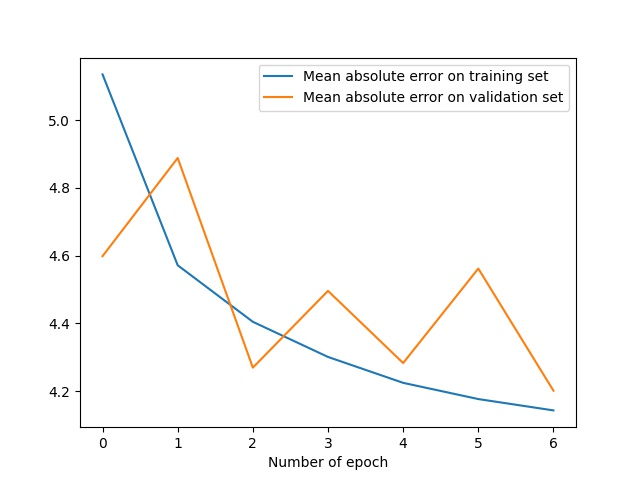 Mean absolute error on training set
Mean absolute error on validation set
5.0
4.8
4.6
4.4
4.2
0 1 2 3 4 5 6
Number of epoch